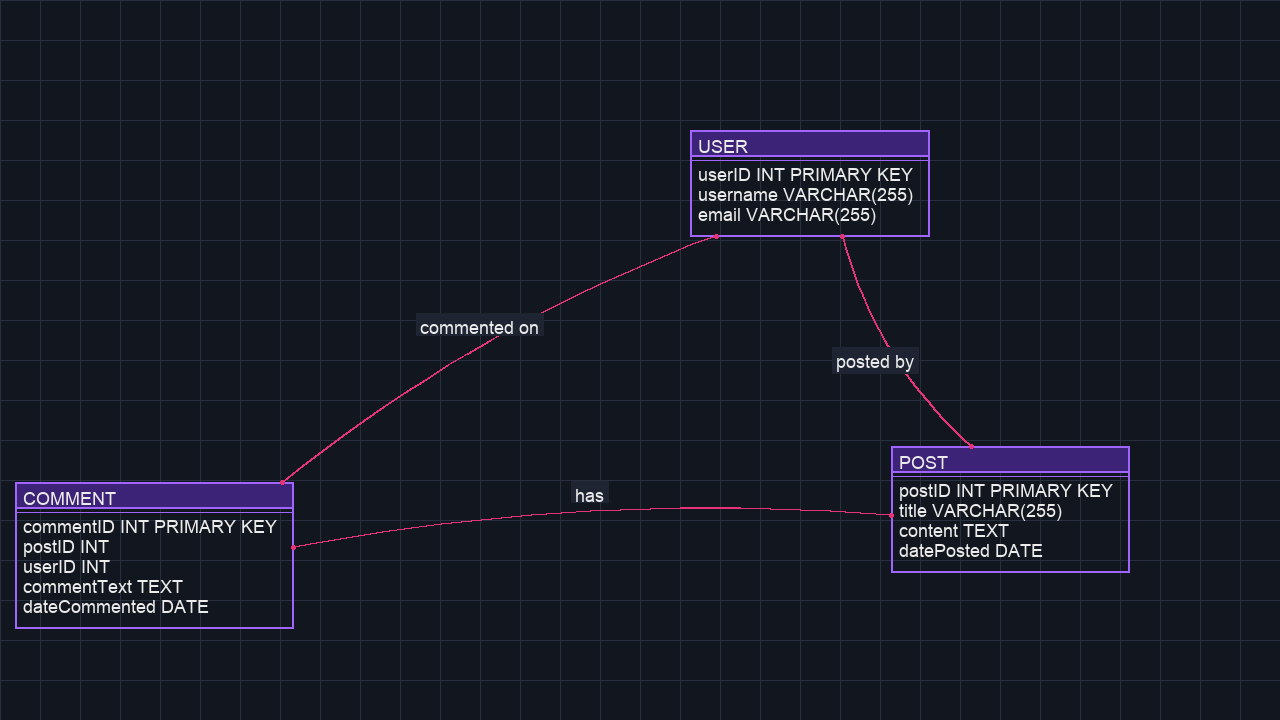 USER
userID INT PRIMARY KEY
username VARCHAR(255)
email VARCHAR(255)
commented on
posted by
POST
postID INT PRIMARY KEY
title VARCHAR(255)
content TEXT
datePosted DATE
has
COMMENT
commentID INT PRIMARY KEY
postID INT
userID INT
commentText TEXT
dateCommented DATE